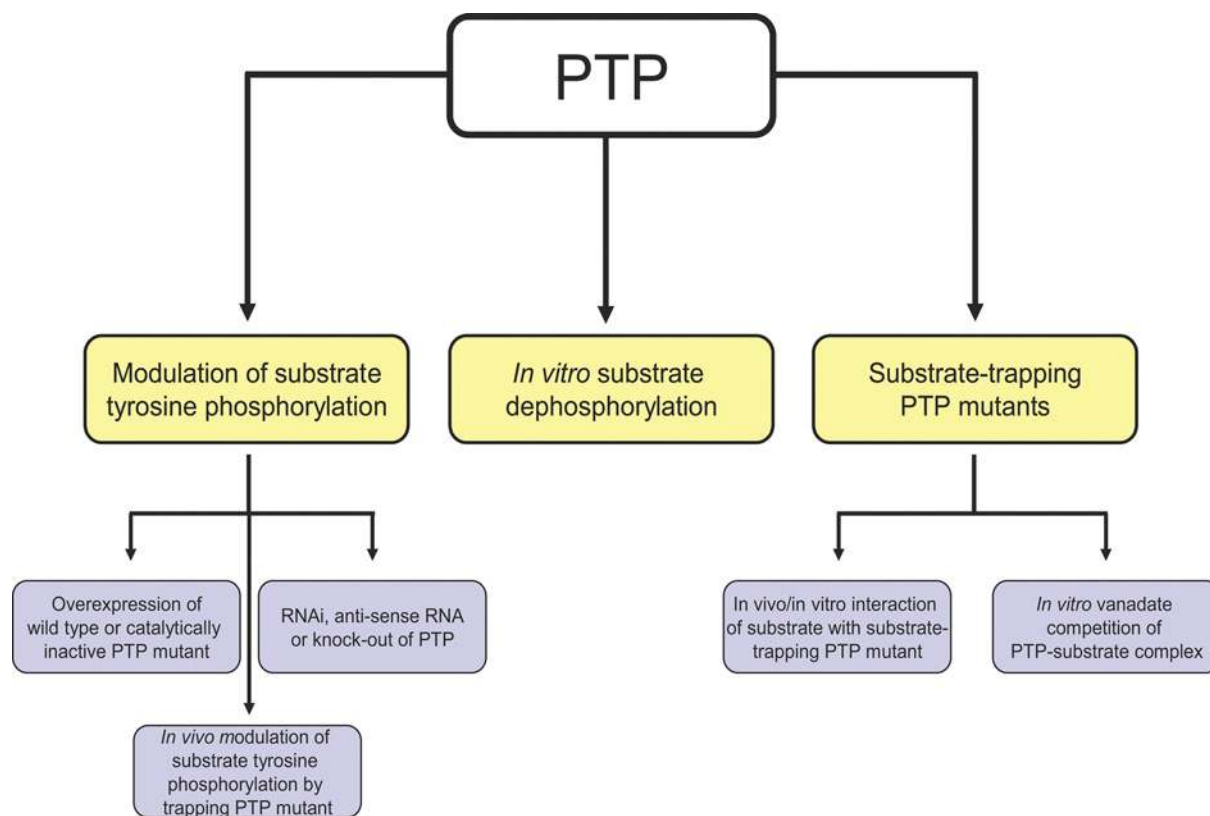 PTP
Modulation of substrate
tyrosine phosphorylation
In vitro substrate
dephosphorylation
Substrate-trapping
PTP mutants
Overexpression of
wild type or catalytically
inactive PTP mutant
RNAi, anti-sense RNA
or knock-out of PTP
In vivo modulation of
substrate tyrosine
phosphorylation by
trapping PTP mutant
In vivo/in vitro interaction
of substrate with substrate-
trapping PTP mutant
In vitro vanadate
competition of
PTP-substrate complex